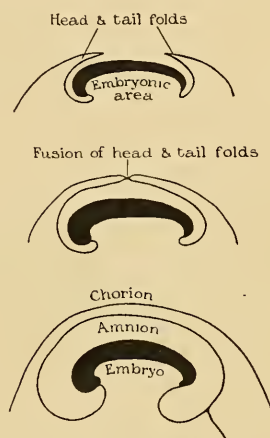 Head & tail folds
Embryonic
area
Fusion of head & tail folds
Chorion
Amnion
Embryo